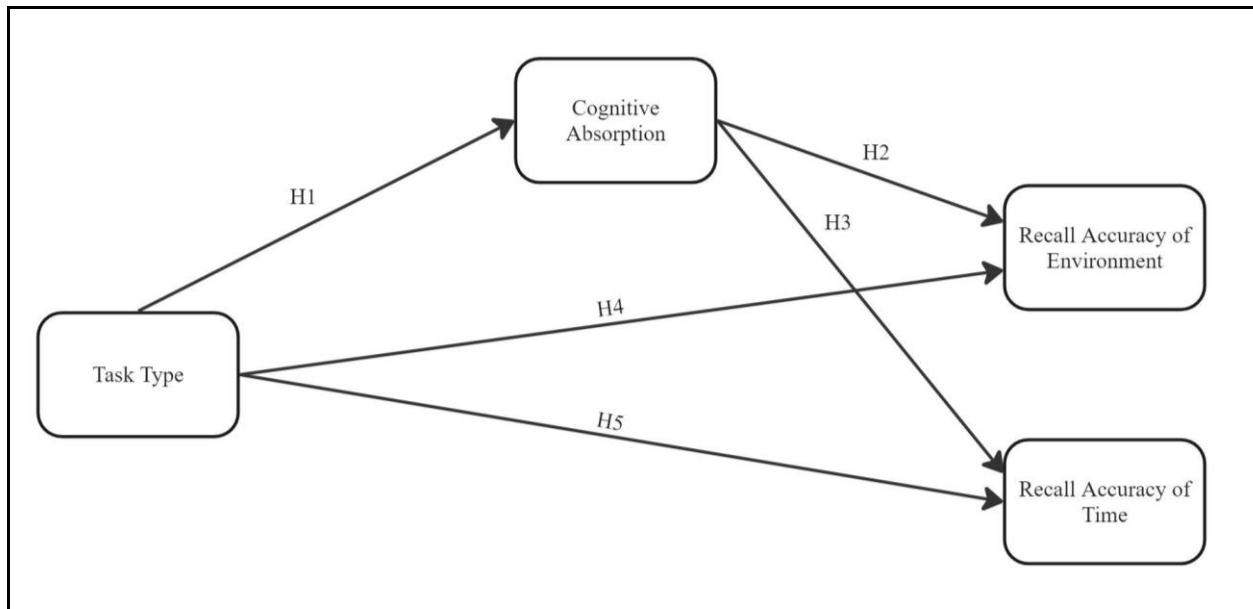 Cognitive
Absorption
H2
H1
H3
Recall Accuracy of
Environment
H4
Task Type
H5
Recall Accuracy of
Time